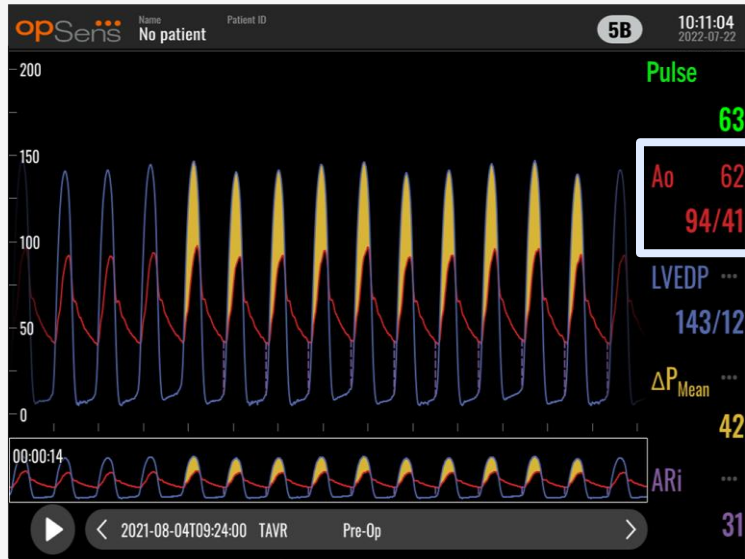 opSens
Name
No patient
Patient ID
5B
10:11:04
2022-07-22
200
150
100
50
0
Pulse
63
Ao 62
94/41
LVEDP ---
143/12
ΔPMean ---
42
ARi ---
31
00:00:14
2021-08-04T09:24:00 TAVR Pre-Op